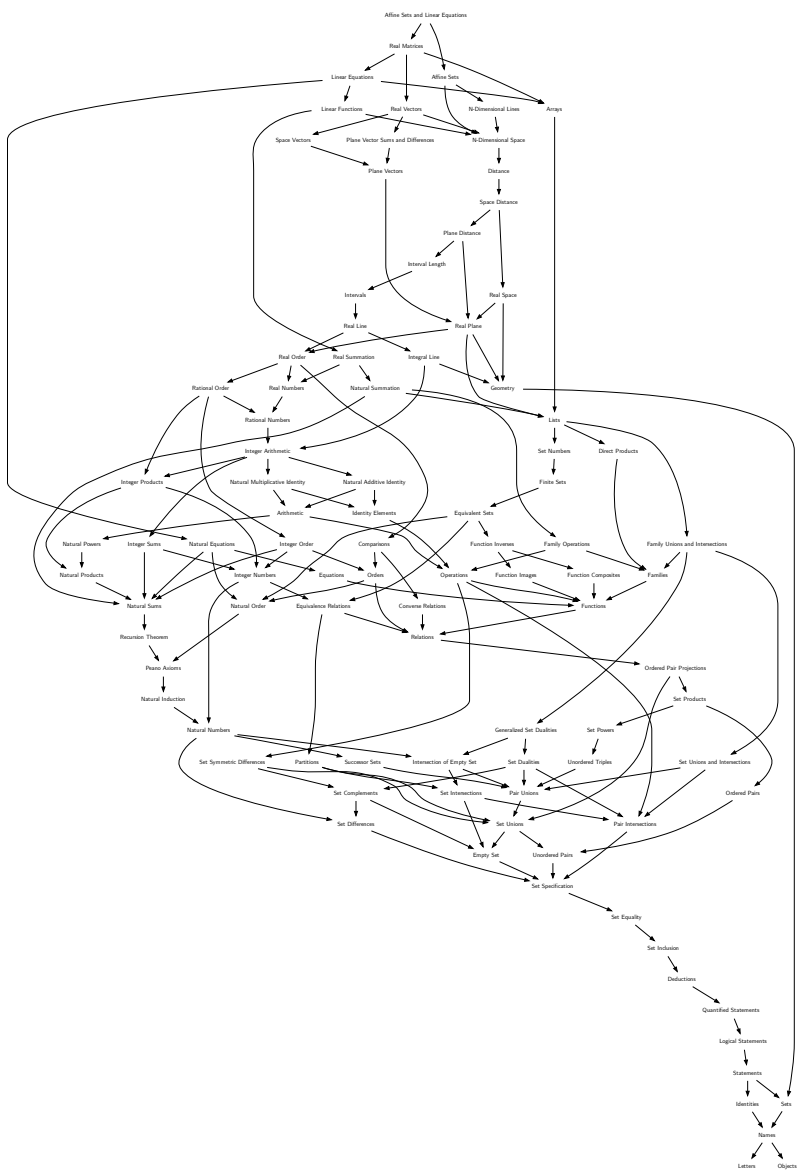 Affine Sets and Linear Equations
Real Matrices
Linear Equations
Affine Sets
Linear Functions
Real Vectors
N-Dimensional Lines
Arrays
Space Vectors
Plane Vector Sums and Differences
N-Dimensional Space
Plane Vectors
Distance
Space Distance
Plane Distance
Interval Length
Intervals
Real Space
Real Line
Real Plane
Real Order
Real Summation
Integral Line
Rational Order
Real Numbers
Natural Summation
Geometry
Rational Numbers
Lists
Integer Arithmetic
Set Numbers
Direct Products
Integer Products
Natural Multiplicative Identity
Natural Additive Identity
Finite Sets
Arithmetic
Identity Elements
Equivalent Sets
Natural Powers
Integer Sums
Natural Equations
Integer Order
Comparisons
Function Inverses
Family Operations
Family Unions and Intersections
Natural Products
Integer Numbers
Equations
Orders
Operations
Function Images
Function Composites
Families
Natural Sums
Natural Order
Equivalence Relations
Converse Relations
Functions
Recursion Theorem
Relations
Peano Axioms
Ordered Pair Projections
Natural Induction
Set Products
Natural Numbers
Generalized Set Dualities
Set Powers
Set Symmetric Differences
Partitions
Successor Sets
Intersection of Empty Set
Set Dualities
Unordered Triples
Set Unions and Intersections
Set Complements
Set Intersections
Pair Unions
Ordered Pairs
Set Differences
Set Unions
Pair Intersections
Empty Set
Unordered Pairs
Set Specification
Set Equality
Set Inclusion
Deductions
Quantified Statements
Logical Statements
Statements
Identities
Sets
Names
Letters
Objects